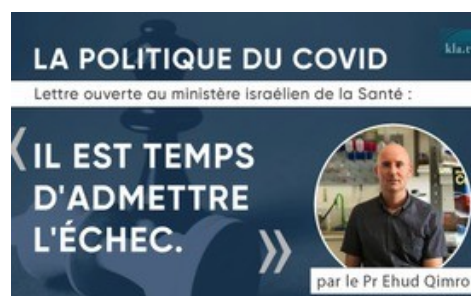 LA POLITIQUE DU COVID
kla.t
Lettre ouverte au ministère israélien de la Santé :
« IL EST TEMPS
D'ADMETTRE
L'ÉCHEC. »
par le Pr Ehud Qimro